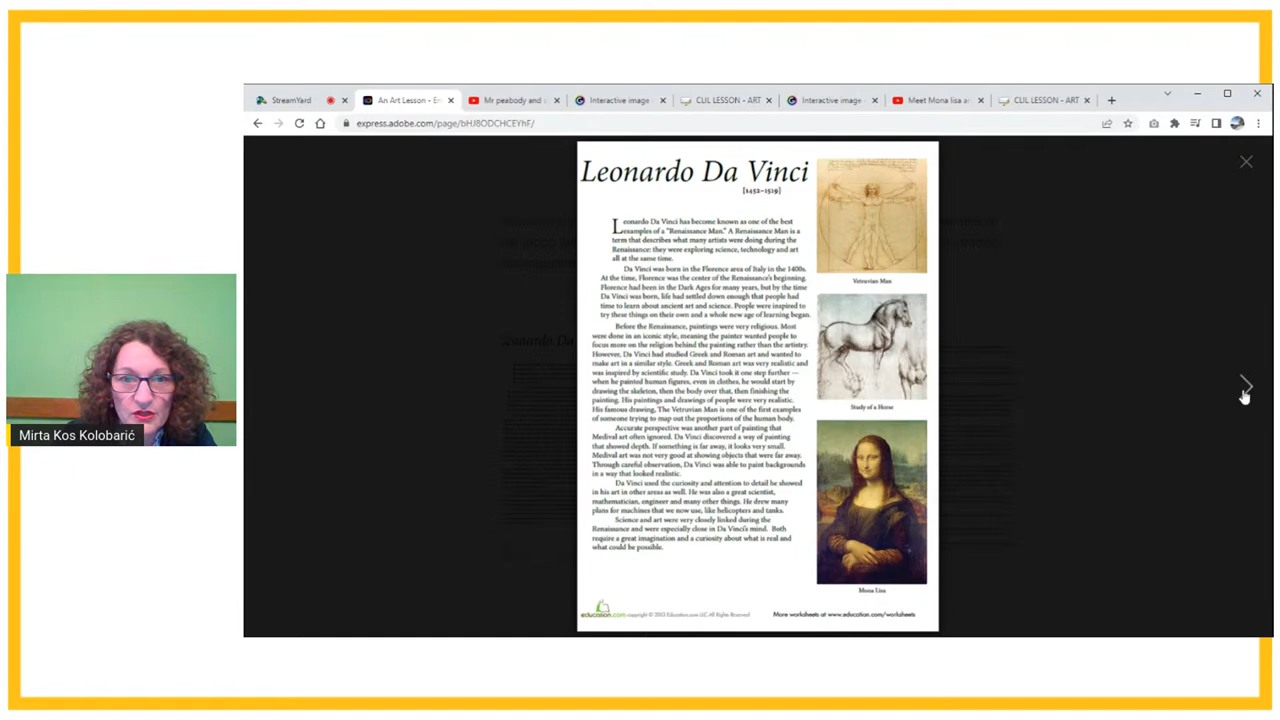 StreamYard
An Art Lesson - En
Mr peabody and
Interactive image
CLIL LESSON - ART
Interactive image
Meet Mona lisa a
CLIL LESSON - ART
express.adobe.com/page/bHJ8ODCHCEYhF/
Leonardo Da Vinci
[1452–1519]
Leonardo Da Vinci has become known as one of the best
examples of a "Renaissance Man." A Renaissance Man is a
term that describes what many artists were doing during the
Renaissance: they were exploring science, technology and art
all at the same time.
Da Vinci was born in the Florence area of Italy in the 1400s.
At the time, Florence was the center of the Renaissance's beginning.
Florence had been in the Dark Ages for many years, but by the time
Da Vinci was born, life had settled down enough that people had
time to learn about ancient art and science. People were inspired to
try these things on their own and a whole new age of learning began.
Before the Renaissance, paintings were very religious. Most
were done in an iconic style, meaning the painter wanted people to
focus more on the religion behind the painting rather than the artistry.
However, Da Vinci had studied Greek and Roman art and wanted to
make art in a similar style. Greek and Roman art was very realistic and
was inspired by scientific study. Da Vinci took it one step further —
when he painted human figures, even in clothes, he would start by
drawing the skeleton, then the body over that, then finishing the
painting. His paintings and drawings of people were very realistic.
His famous drawing, The Vetruvian Man is one of the first examples
of someone trying to map out the proportions of the human body.
Accurate perspective was another part of painting that
Medival art often ignored. Da Vinci discovered a way of painting
that showed depth. If something is far away, it looks very small.
Medival art was not very good at showing objects that were far away.
Through careful observation, Da Vinci was able to paint backgrounds
in a way that looked realistic.
Da Vinci used the curiosity and attention to detail he showed
in his art in other areas as well. He was also a great scientist,
mathematician, engineer and many other things. He drew many
plans for machines that we now use, like helicopters and tanks.
Science and art were very closely linked during the
Renaissance and were especially close in Da Vinci's mind. Both
require a great imagination and a curiosity about what is real and
what could be possible.
Vetruvian Man
Study of a Horse
Mona Lisa
education.com copyright © 2013 Education.com LLC All Rights Reserved
More worksheets at www.education.com/worksheets
Mirta Kos Kolobarić